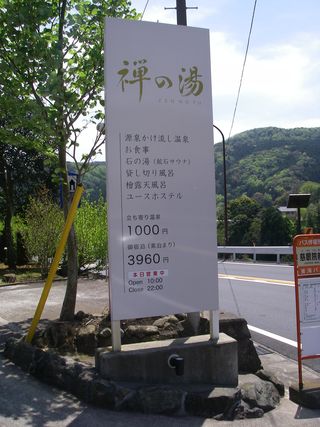 禅の湯
ZEN NO YU
源泉かけ流し温泉
お食事
石の湯（鉱石サウナ）
貸し切り風呂
檜露天風呂
ユースホステル
立ち寄り温泉
1000円
御宿泊（素泊まり）
3960円
本日営業中
Open 10:00
Close 22:00